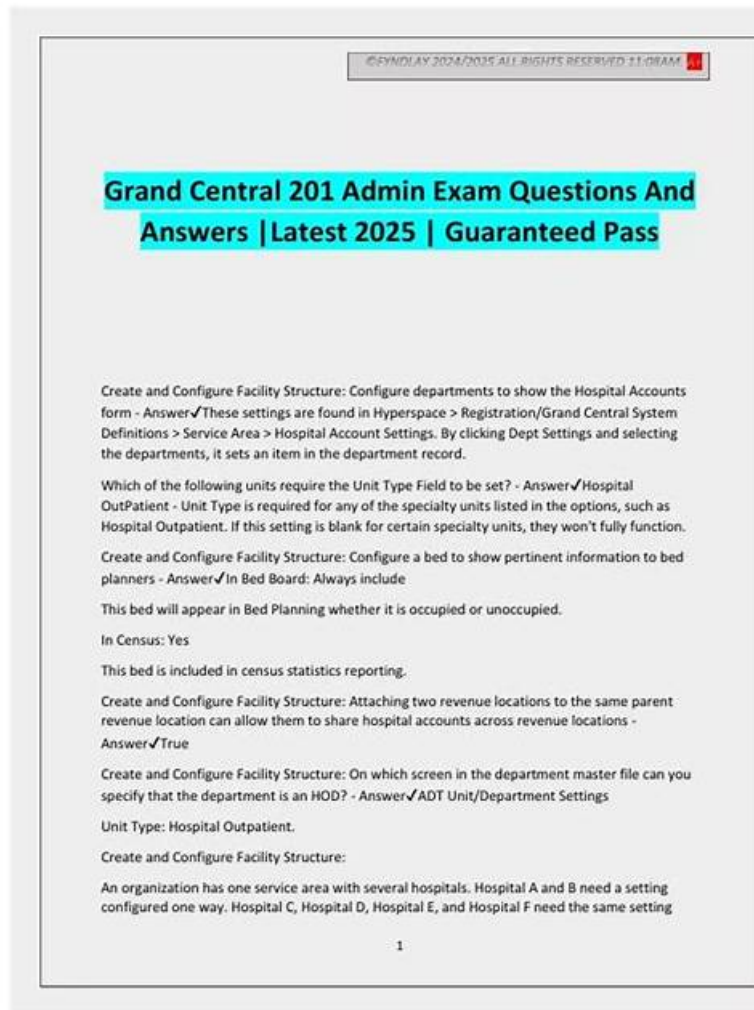 ©FYNDLAY 2024/2025 ALL RIGHTS RESERVED 11:08AM A+
Grand Central 201 Admin Exam Questions And
Answers |Latest 2025 | Guaranteed Pass
Create and Configure Facility Structure: Configure departments to show the Hospital Accounts
form - Answer✓These settings are found in Hyperspace > Registration/Grand Central System
Definitions > Service Area > Hospital Account Settings. By clicking Dept Settings and selecting
the departments, it sets an item in the department record.
Which of the following units require the Unit Type Field to be set? - Answer✓Hospital
OutPatient - Unit Type is required for any of the specialty units listed in the options, such as
Hospital Outpatient. If this setting is blank for certain specialty units, they won't fully function.
Create and Configure Facility Structure: Configure a bed to show pertinent information to bed
planners - Answer✓In Bed Board: Always include
This bed will appear in Bed Planning whether it is occupied or unoccupied.
In Census: Yes
This bed is included in census statistics reporting.
Create and Configure Facility Structure: Attaching two revenue locations to the same parent
revenue location can allow them to share hospital accounts across revenue locations -
Answer✓True
Create and Configure Facility Structure: On which screen in the department master file can you
specify that the department is an HOD? - Answer✓ADT Unit/Department Settings
Unit Type: Hospital Outpatient.
Create and Configure Facility Structure:
An organization has one service area with several hospitals. Hospital A and B need a setting
configured one way. Hospital C, Hospital D, Hospital E, and Hospital F need the same setting
1